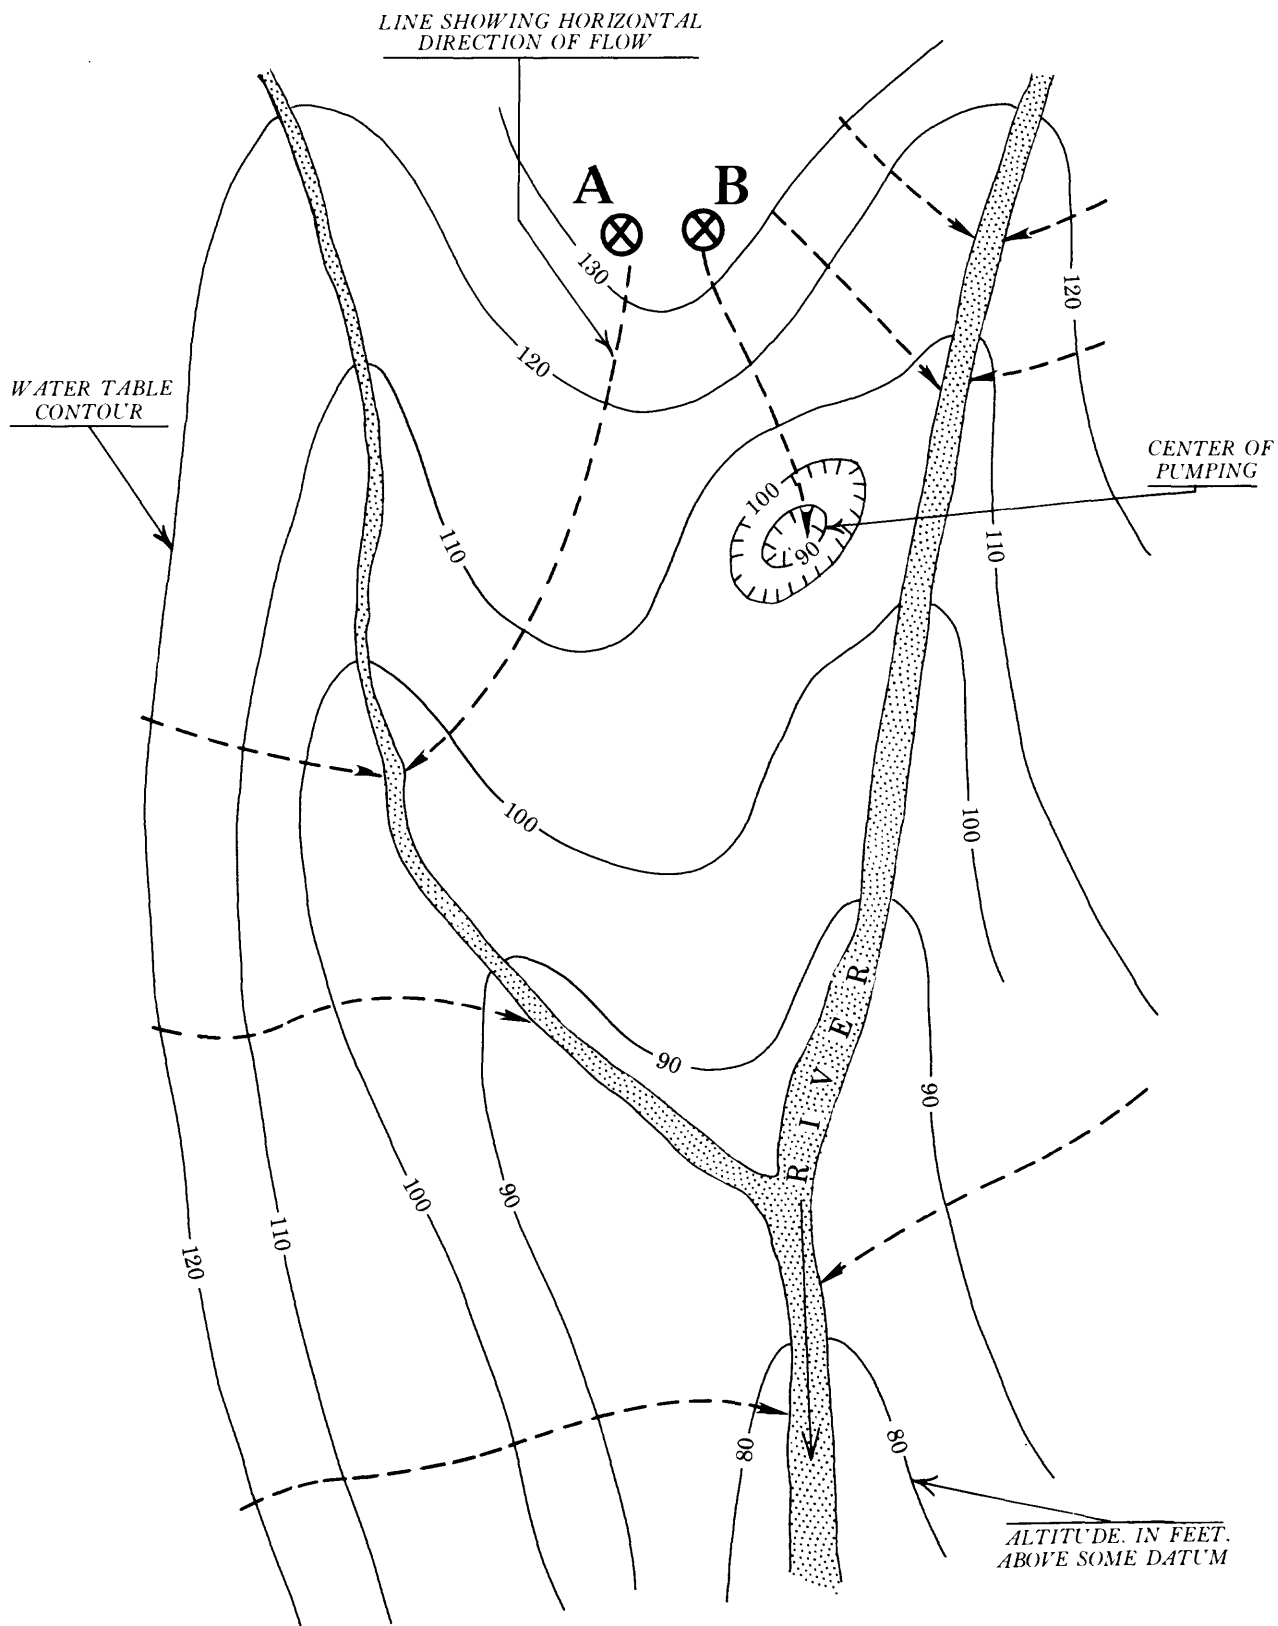 LINE SHOWING HORIZONTAL
DIRECTION OF FLOW
A
B
130
120
120
WATER TABLE
CONTOUR
CENTER OF
PUMPING
100
90
110
110
100
100
RIVER
90
90
100
90
110
120
80
80
ALTITUDE. IN FEET.
ABOVE SOME DATUM